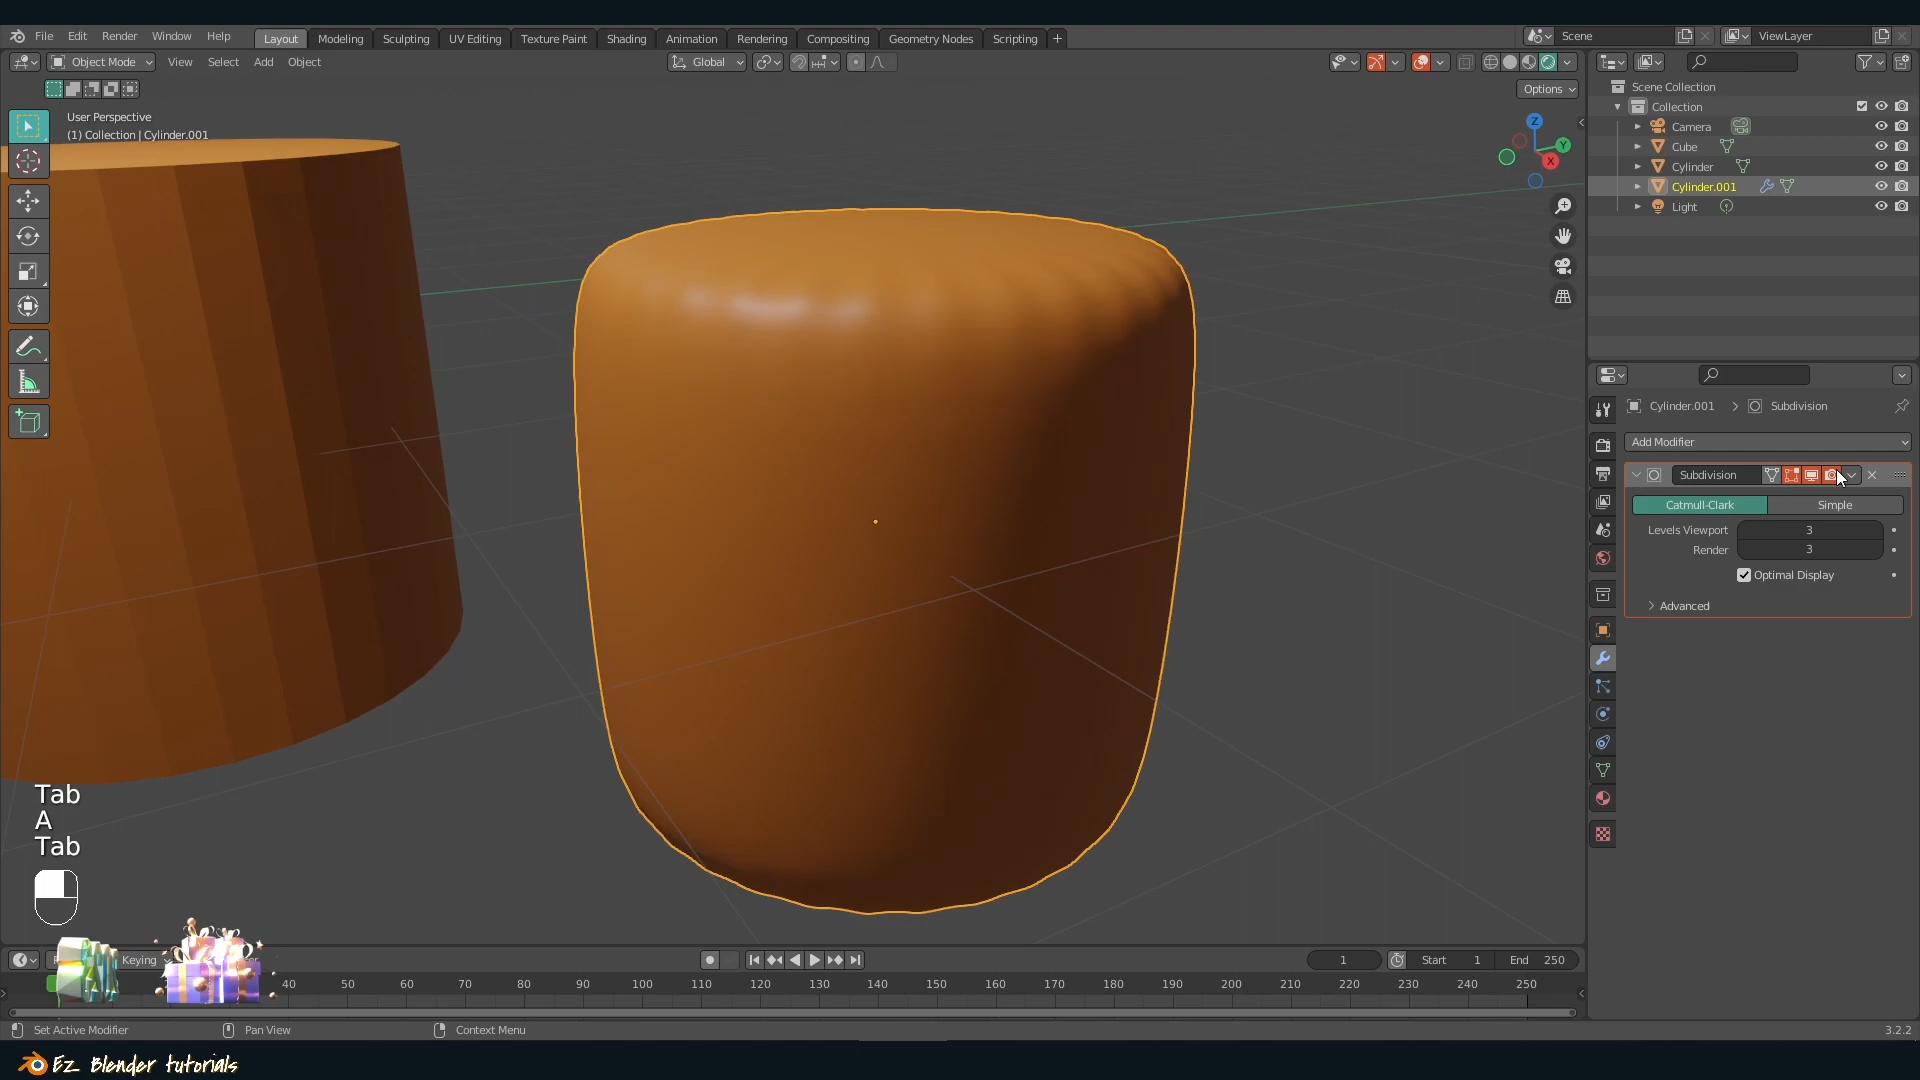 File Edit Render Window Help Layout Modeling Sculpting UV Editing Texture Paint Shading Animation Rendering Compositing Geometry Nodes Scripting + Scene ViewLayer
Object Mode View Select Add Object Global
Options
User Perspective
(1) Collection | Cylinder.001
Z
Y
X
Scene Collection
Collection
Camera
Cube
Cylinder
Cylinder.001
Light
Cylinder.001 > Subdivision
Add Modifier
Subdivision
Catmull-Clark Simple
Levels Viewport 3
Render 3
Optimal Display
Advanced
Tab
A
Tab
Keying
1 Start 1 End 250
40 50 60 70 80 90 100 110 120 130 140 150 160 170 180 190 200 210 220 230 240 250
Set Active Modifier Pan View Context Menu 3.2.2
Ez Blender tutorials